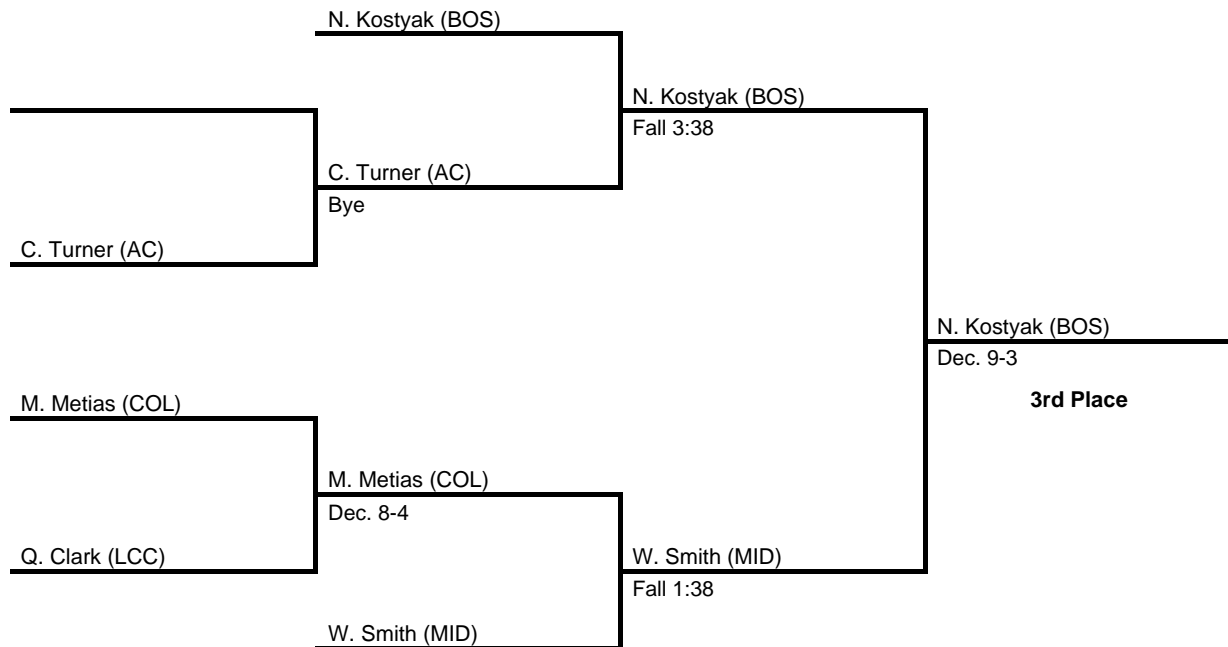 N. Kostyak (BOS)
N. Kostyak (BOS)
Fall 3:38
C. Turner (AC)
Bye
C. Turner (AC)
N. Kostyak (BOS)
Dec. 9-3
3rd Place
M. Metias (COL)
M. Metias (COL)
Dec. 8-4
Q. Clark (LCC)
W. Smith (MID)
Fall 1:38
W. Smith (MID)